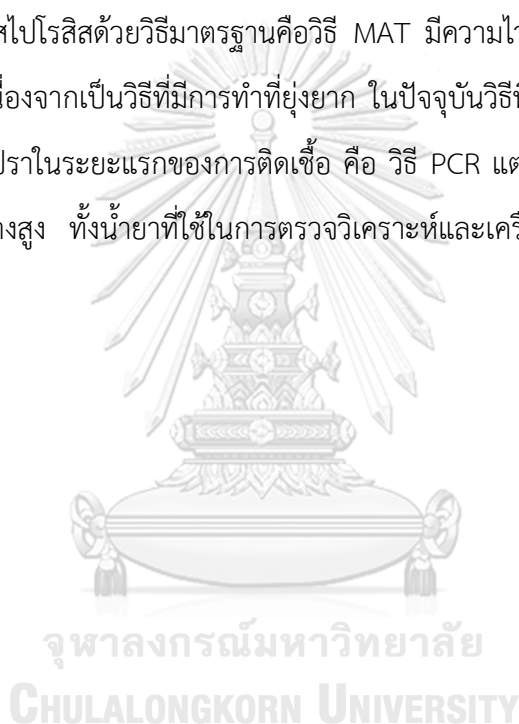 สไปโรสิสด้วยวิธีมาตรฐานคือวิธี MAT มีความไว
นื่องจากเป็นวิธีที่มีการทำที่ยุ่งยาก ในปัจจุบันวิธี
ปราในระยะแรกของการติดเชื้อ คือ วิธี PCR แต่
างสูง ทั้งน้ำยาที่ใช้ในการตรวจวิเคราะห์และเครื
จุฬาลงกรณ์มหาวิทยาลัย
CHULALONGKORN UNIVERSITY